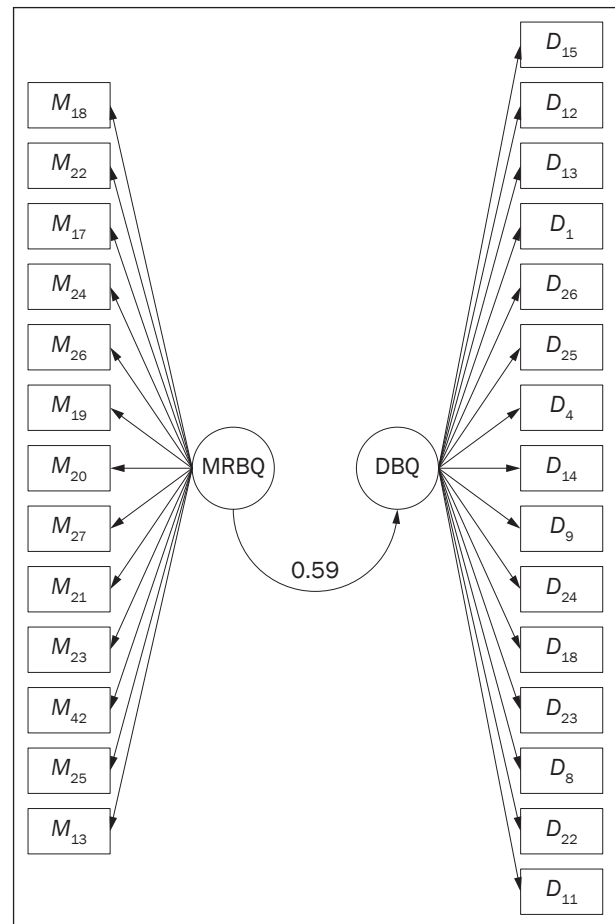 M₁₈
M₂₂
M₁₇
M₂₄
M₂₆
M₁₉
M₂₀
M₂₇
M₂₁
M₂₃
M₄₂
M₂₅
M₁₃
MRBQ
0.59
DBQ
D₁₅
D₁₂
D₁₃
D₁
D₂₆
D₂₅
D₄
D₁₄
D₉
D₂₄
D₁₈
D₂₃
D₈
D₂₂
D₁₁